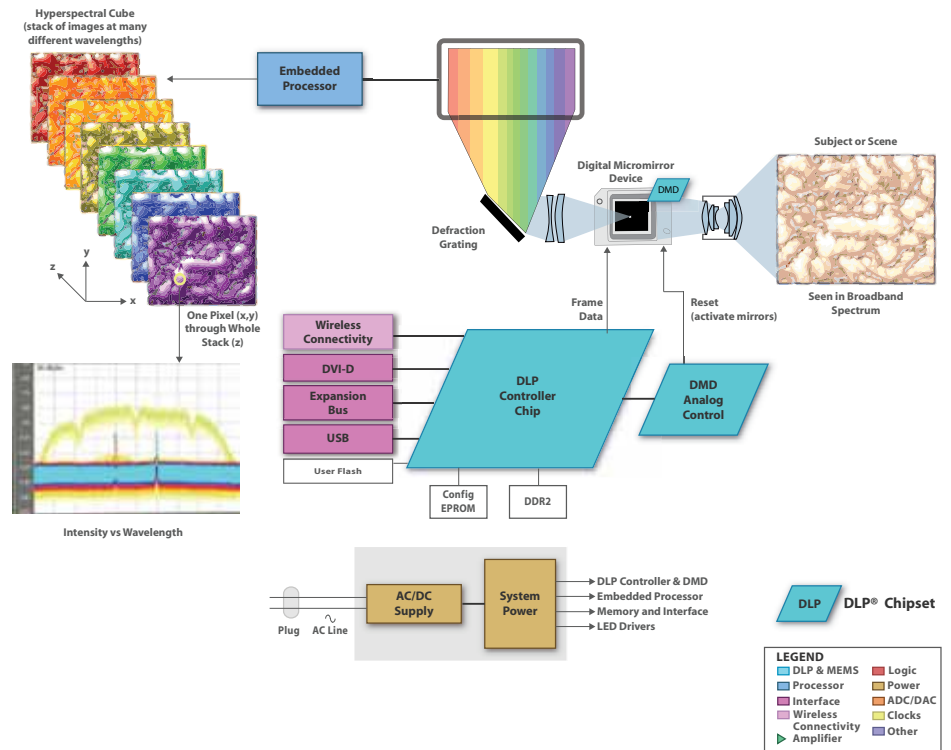 Hyperspectral Cube
(stack of images at many
different wavelengths)
Embedded
Processor
Digital Micromirror
Device
DMD
Subject or Scene
Defraction
Grating
Seen in Broadband
Spectrum
y
z
x
One Pixel (x,y)
through Whole
Stack (z)
Frame
Data
Reset
(activate mirrors)
Wireless
Connectivity
DVI-D
Expansion
Bus
USB
User Flash
DLP
Controller
Chip
DMD
Analog
Control
Config
EPROM
DDR2
Intensity vs Wavelength
AC/DC
Supply
System
Power
DLP Controller & DMD
Embedded Processor
Memory and Interface
LED Drivers
Plug
AC Line
DLP
DLP® Chipset
LEGEND
DLP & MEMS
Processor
Interface
Wireless
Connectivity
Amplifier
Logic
Power
ADC/DAC
Clocks
Other